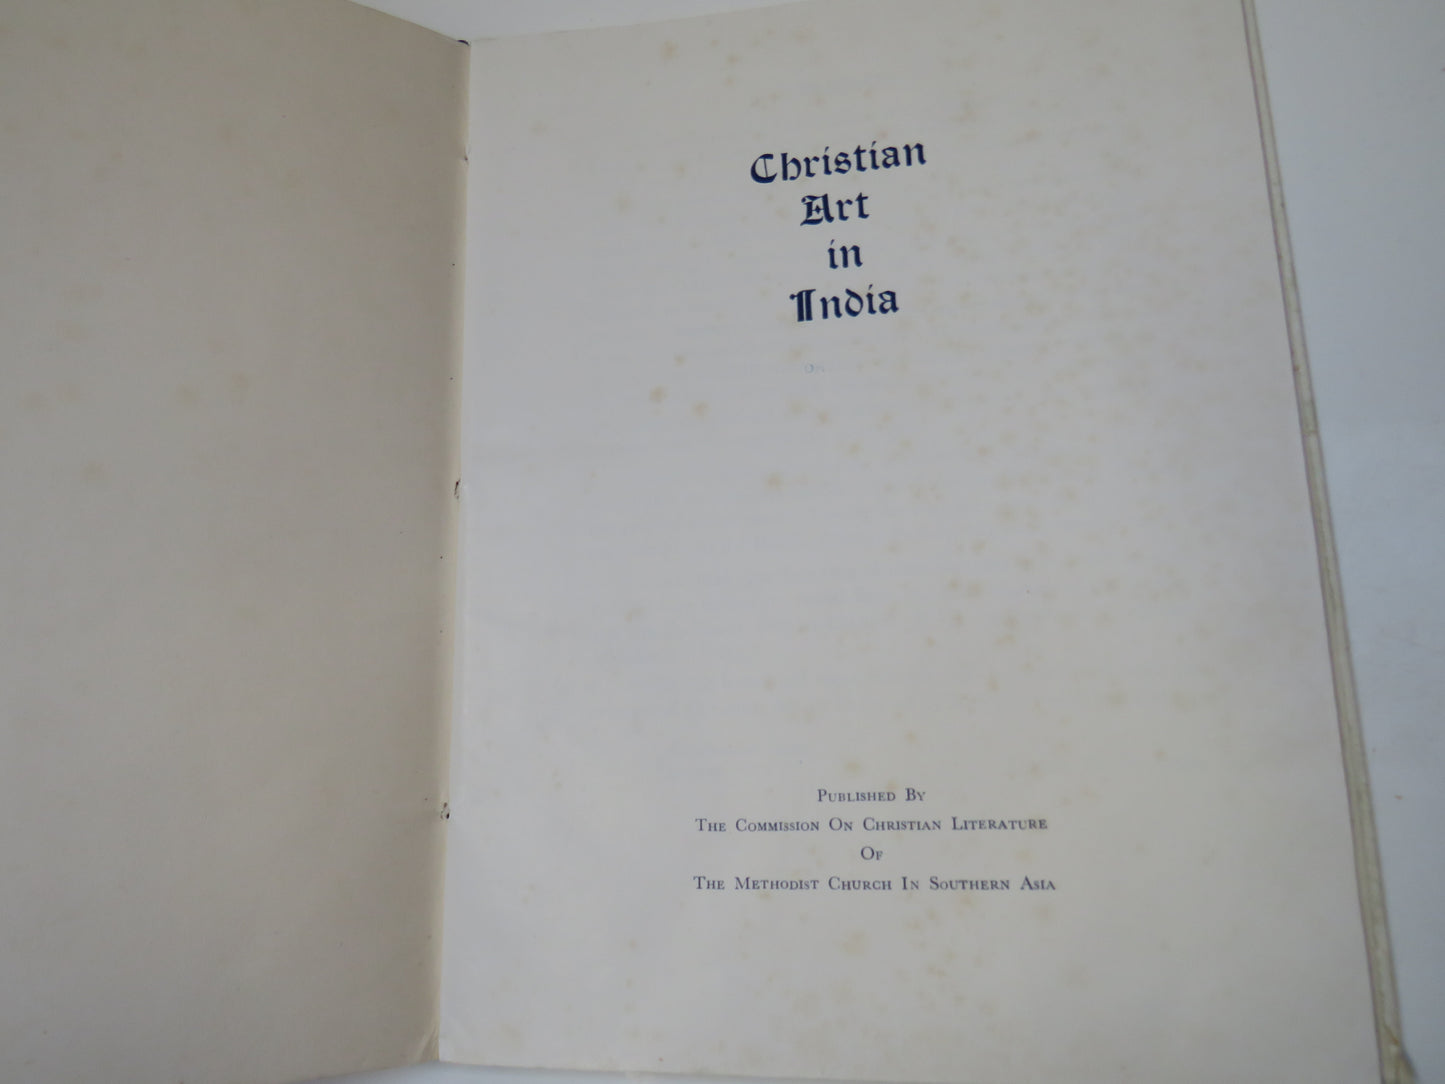 Christian
Art
in
India
Published By
The Commission On Christian Literature
Of
The Methodist Church In Southern Asia